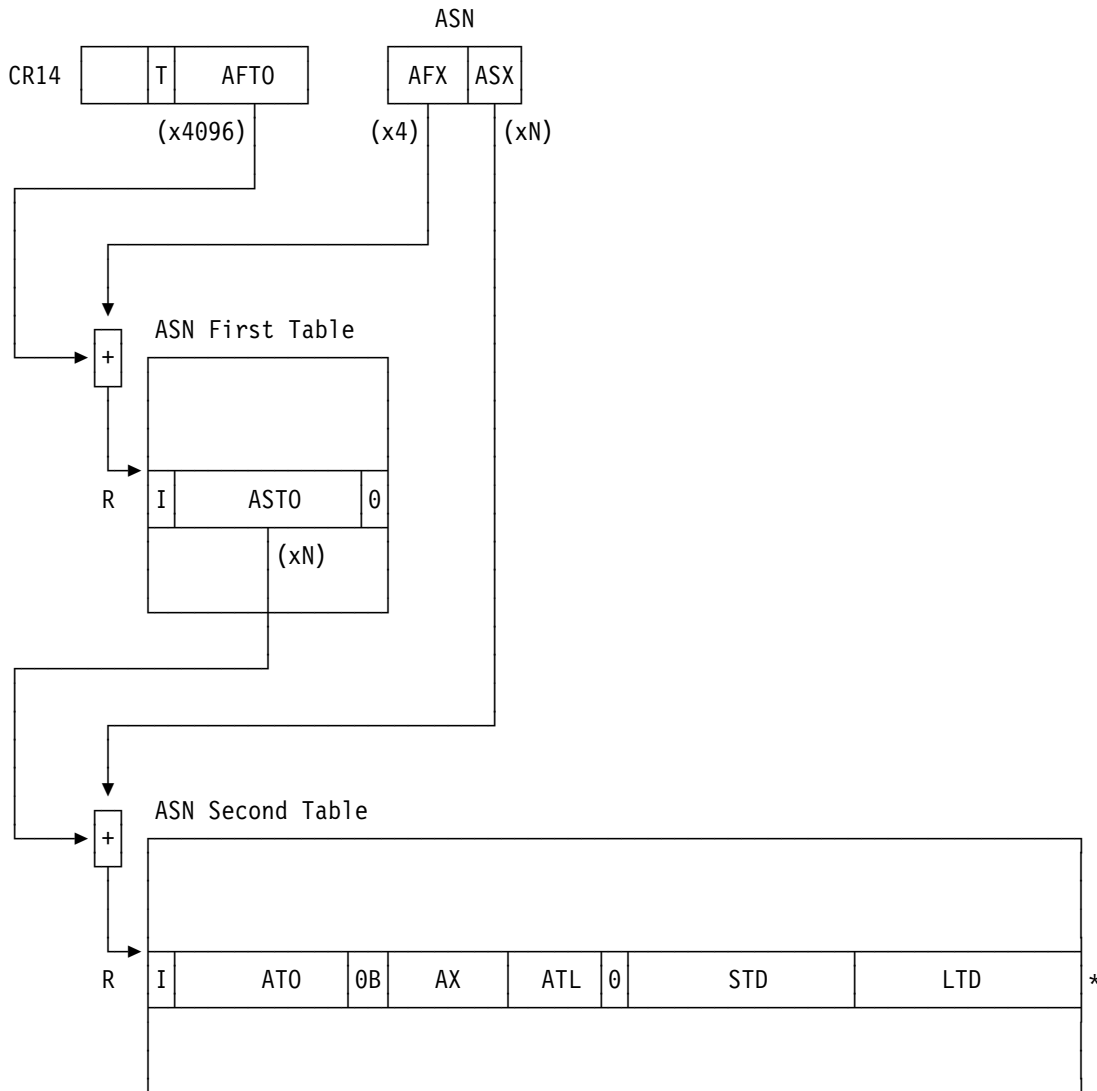 ASN
CR14 T AFTO AFX ASX
(x4096) (x4) (xN)
ASN First Table
+
R I ASTO 0
(xN)
ASN Second Table
+
R I ATO 0B AX ATL 0 STD LTD *